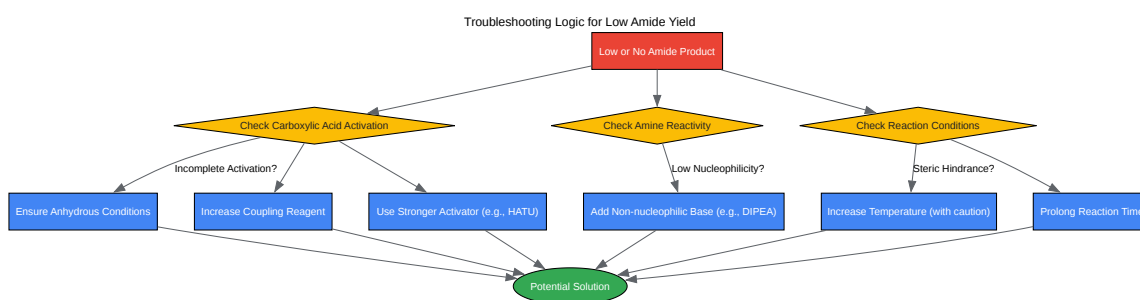 Troubleshooting Logic for Low Amide Yield
Low or No Amide Product
Check Carboxylic Acid Activation
Check Amine Reactivity
Check Reaction Conditions
Incomplete Activation?
Low Nucleophilicity?
Steric Hindrance?
Ensure Anhydrous Conditions
Increase Coupling Reagent
Use Stronger Activator (e.g., HATU)
Add Non-nucleophilic Base (e.g., DIPEA)
Increase Temperature (with caution)
Prolong Reaction Time
Potential Solution